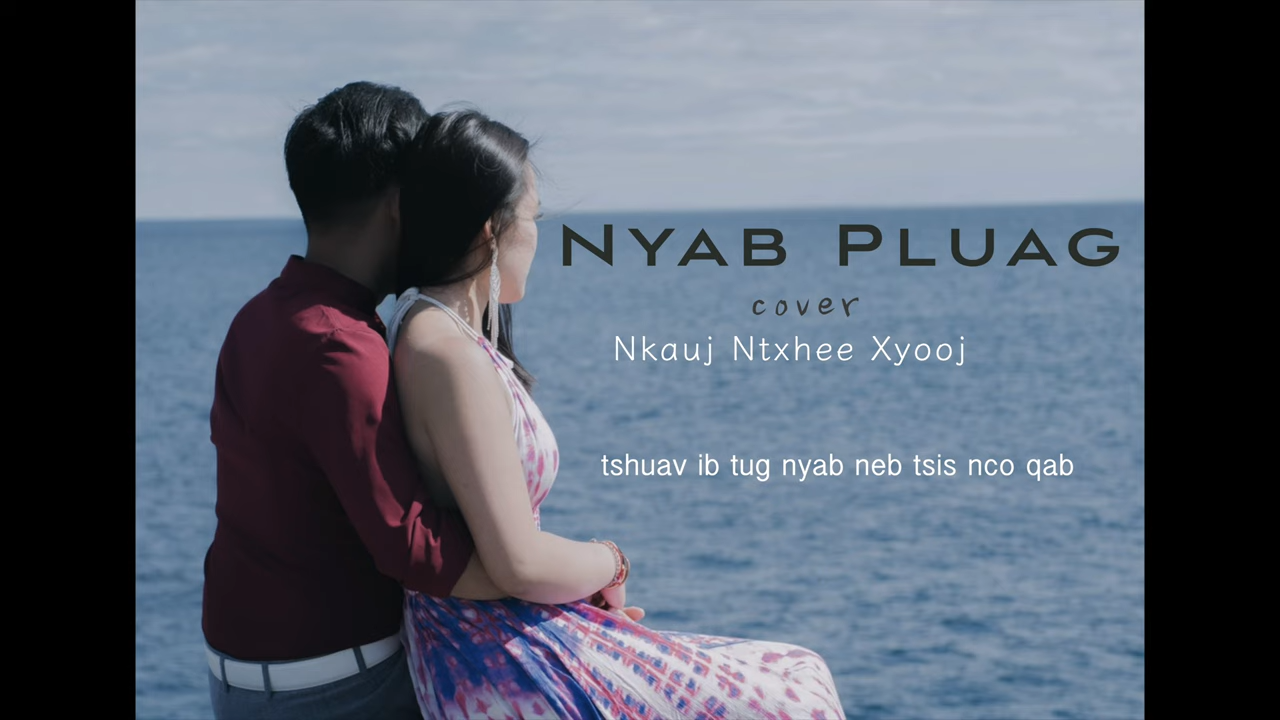 Nyab Pluag
cover
Nkauj Ntxhee Xyooj
tshuav ib tug nyab neb tsis nco qab